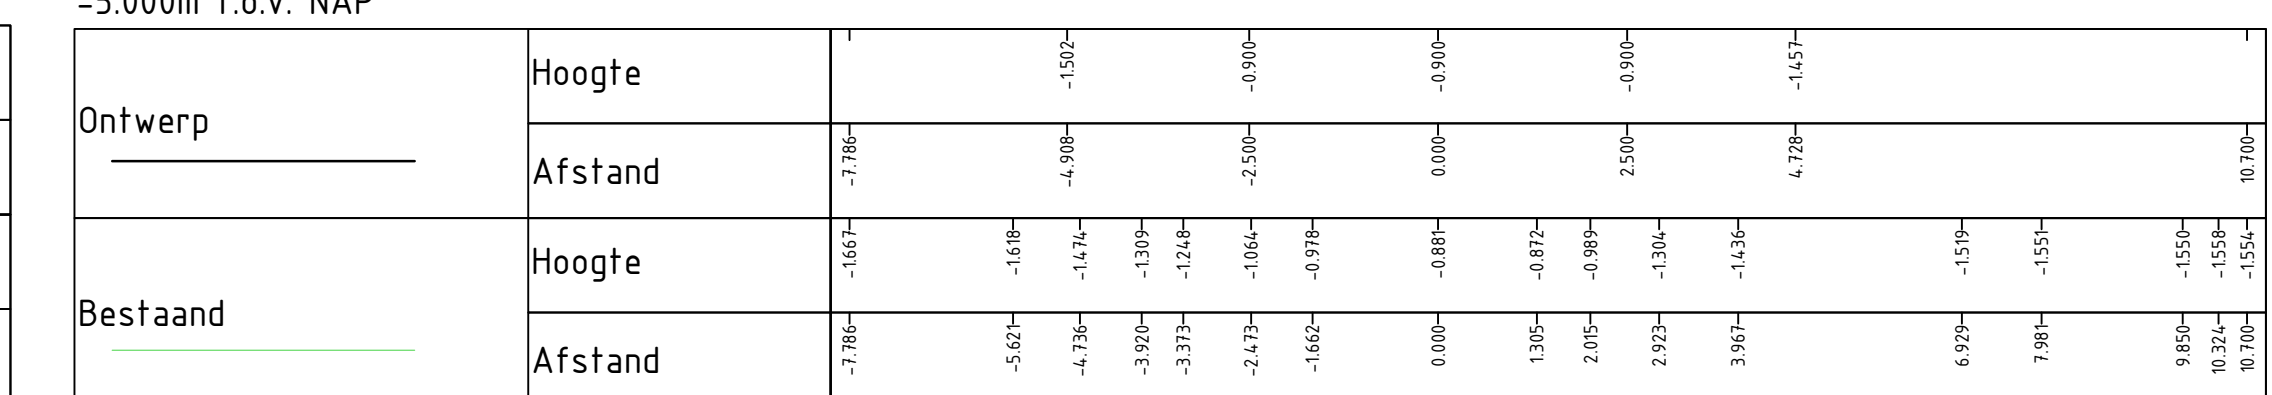 -5.000m T.o.v. NAP
Ontwerp
Hoogte
-1.502 -0.900 -0.900 -0.900 -1.457
Afstand
-7.786 -4.908 -2.500 0.000 2.500 4.728 10.700
Bestaand
Hoogte
-1.667 -1.618 -1.474 -1.309 -1.248 -1.064 -0.978 -0.881 -0.872 -0.989 -1.304 -1.436 -1.519 -1.551 -1.550 -1.558 -1.554
Afstand
-7.786 -5.621 -4.736 -3.920 -3.373 -2.473 -1.662 0.000 1.305 2.015 2.923 3.967 6.929 7.981 9.850 10.324 10.700